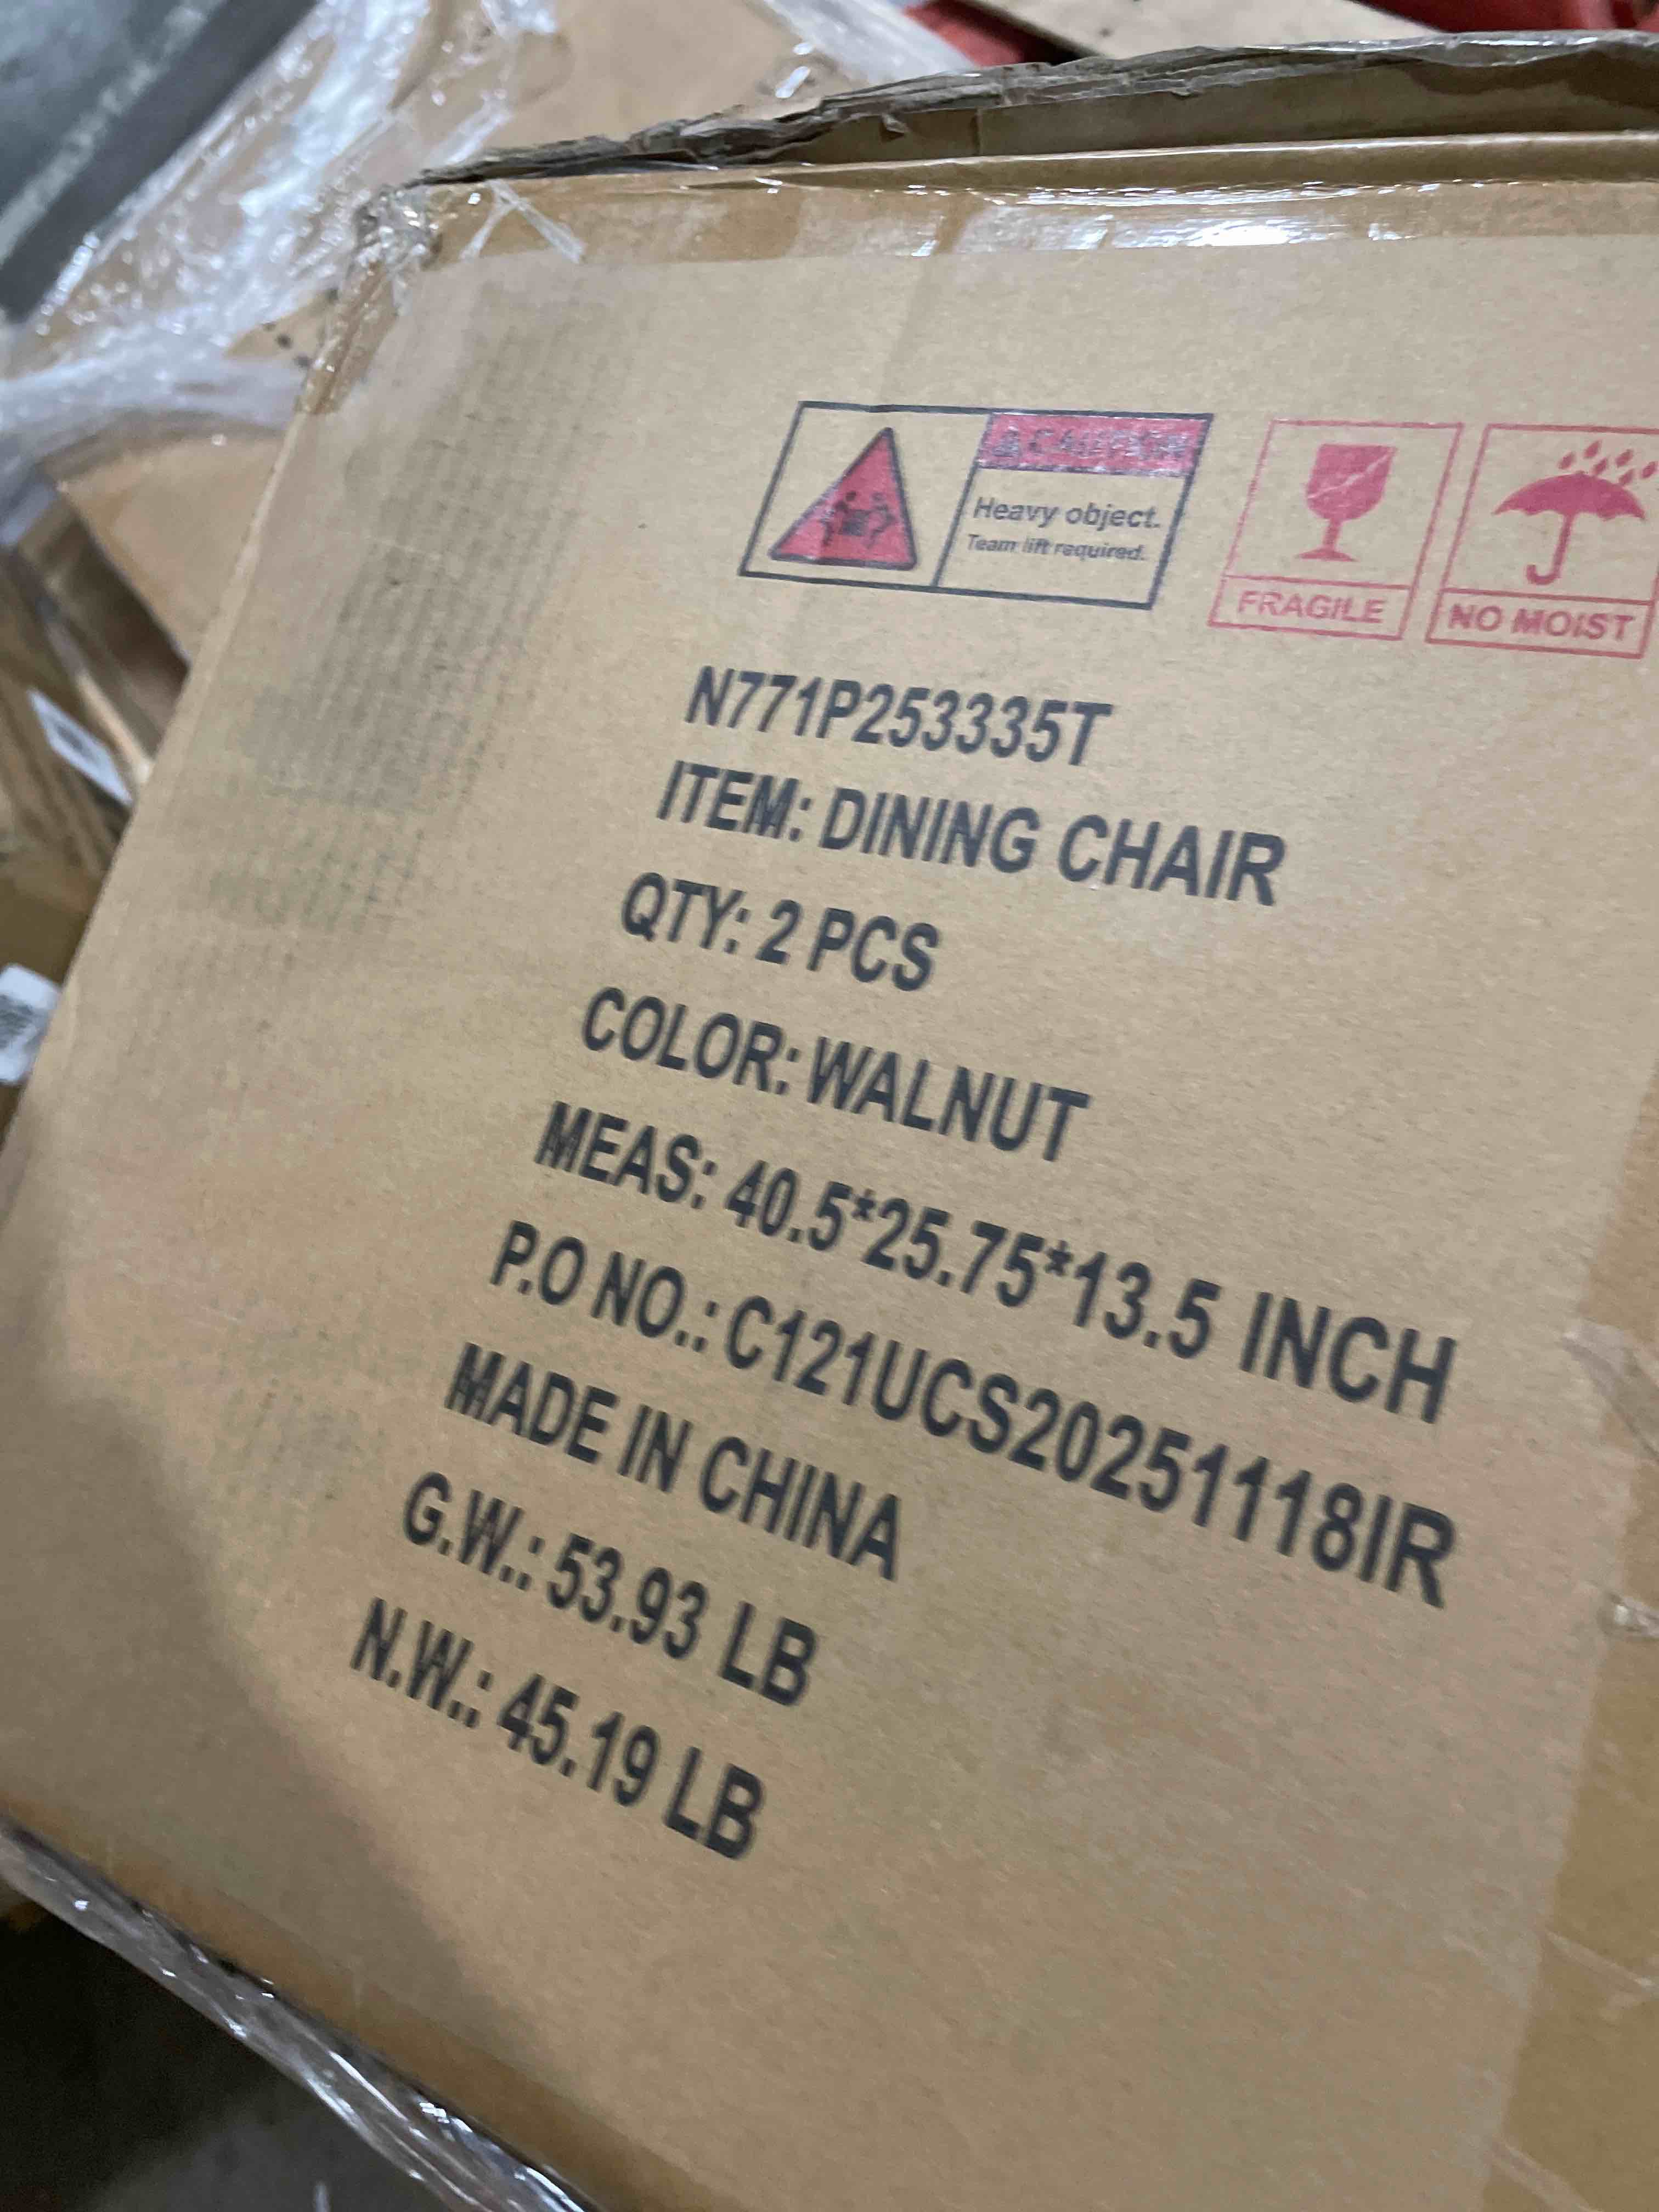 CAUTION
Heavy object.
Team lift required.
FRAGILE
NO MOIST
N771P253335T
ITEM: DINING CHAIR
QTY: 2 PCS
COLOR: WALNUT
MEAS: 40.5*25.75*13.5 INCH
P.O NO.: C121UCS20251118IR
MADE IN CHINA
G.W.: 53.93 LB
N.W.: 45.19 LB